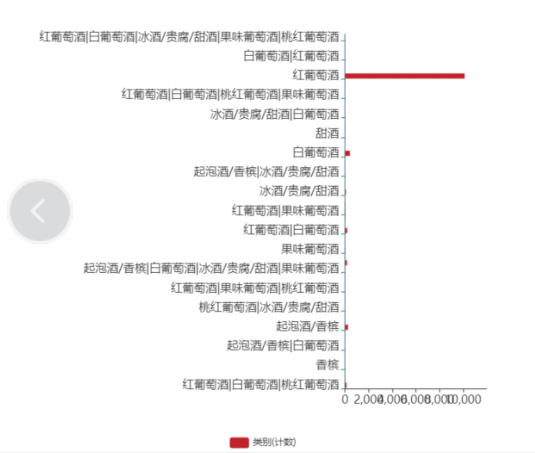 红葡萄酒|白葡萄酒|冰酒/贵腐/甜酒|果味葡萄酒|桃红葡萄酒
白葡萄酒|红葡萄酒
红葡萄酒
红葡萄酒|白葡萄酒|桃红葡萄酒|果味葡萄酒
冰酒/贵腐/甜酒|白葡萄酒
甜酒
白葡萄酒
起泡酒/香槟|冰酒/贵腐/甜酒
冰酒/贵腐/甜酒
红葡萄酒|果味葡萄酒
红葡萄酒|白葡萄酒
果味葡萄酒
起泡酒/香槟|白葡萄酒|冰酒/贵腐/甜酒|果味葡萄酒
红葡萄酒|果味葡萄酒|桃红葡萄酒
桃红葡萄酒|冰酒/贵腐/甜酒
起泡酒/香槟
起泡酒/香槟|白葡萄酒
香槟
红葡萄酒|白葡萄酒|桃红葡萄酒
0 2,000 4,000 6,000 8,000 10,000
类别(计数)